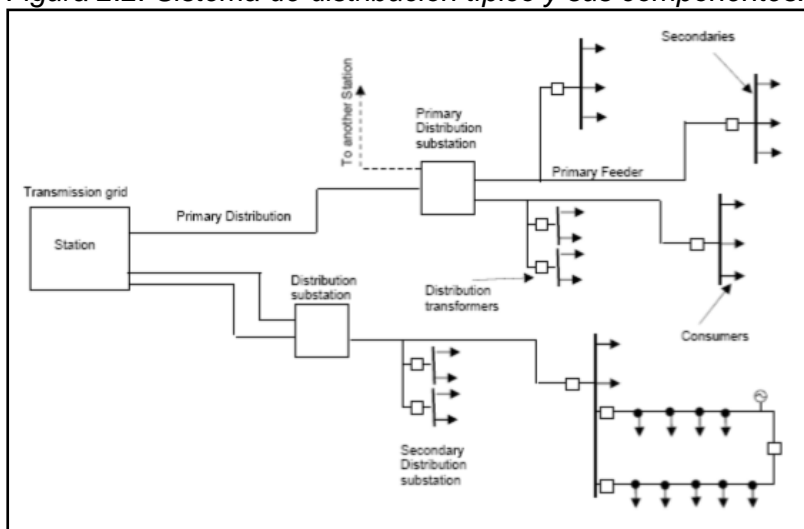 Figura 2.2. Sistema de distribución típico y sus componentes.
Secondaries
To another Station
Primary
Distribution
substation
Primary Feeder
Transmission grid
Primary Distribution
Station
Distribution
substation
Distribution
transformers
Consumers
Secondary
Distribution
substation